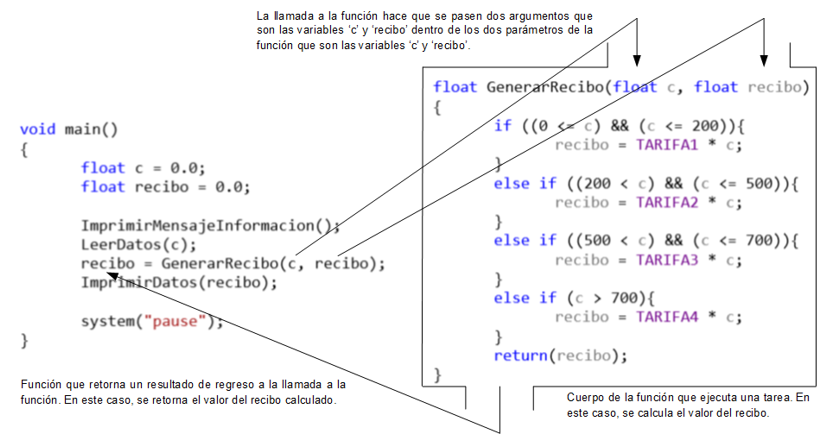 La llamada a la función hace que se pasen dos argumentos que
son las variables ‘c’ y ‘recibo’ dentro de los dos parámetros de la
función que son las variables ‘c’ y ‘recibo’.
void main()
{
float c = 0.0;
float recibo = 0.0;
ImprimirMensajeInformacion();
LeerDatos(c);
recibo = GenerarRecibo(c, recibo);
ImprimirDatos(recibo);
system("pause");
}
float GenerarRecibo(float c, float recibo)
{
if ((0 <= c) && (c <= 200)){
recibo = TARIFA1 * c;
}
else if ((200 < c) && (c <= 500)){
recibo = TARIFA2 * c;
}
else if ((500 < c) && (c <= 700)){
recibo = TARIFA3 * c;
}
else if (c > 700){
recibo = TARIFA4 * c;
}
return(recibo);
}
Función que retorna un resultado de regreso a la llamada a la
función. En este caso, se retorna el valor del recibo calculado.
Cuerpo de la función que ejecuta una tarea. En
este caso, se calcula el valor del recibo.